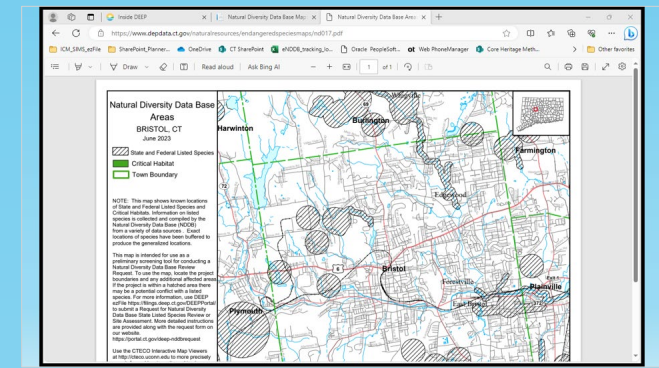 Inside DEEP
Natural Diversity Data Base Map
Natural Diversity Data Base Area
https://www.depdata.ct.gov/naturalresources/endangeredspeciesmaps/nd017.pdf
ICM_SIMS_ezFile
SharePoint_Planner...
OneDrive
CT SharePoint
eNDDB_tracking_lo...
Oracle PeopleSoft...
Web PhoneManager
Core Heritage Meth...
Other favorites
Draw
Read aloud
Ask Bing AI
1
of 1
Natural Diversity Data Base
Areas
BRISTOL, CT
June 2023
State and Federal Listed Species
Critical Habitat
Town Boundary
NOTE: This map shows known locations
of State and Federal Listed Species and
Critical Habitats. Information on listed
species is collected and compiled by the
Natural Diversity Data Base (NDDB)
from a variety of data sources. Exact
locations of species have been buffered to
produce the generalized locations.
This map is intended for use as a
preliminary screening tool for conducting a
Natural Diversity Data Base Review
Request. To use the map, locate the project
boundaries and any additional affected areas.
If the project is within a hatched area there
may be a potential conflict with a listed
species. For more information, use DEEP
ezFile https://filings.deep.ct.gov/DEEPPortal/
to submit a Request for Natural Diversity
Data Base State Listed Species Review or
Site Assessment. More detailed instructions
are provided along with the request form on
our website.
https://portal.ct.gov/deep-nddbrequest
Use the CTECO Interactive Map Viewers
at http://cteco.uconn.edu to more precisely
Harwinton
69
Burlington
Farmington
72
Edgewood
6
Bristol
Forestville
Plainville
East Bristol
372
Plymouth